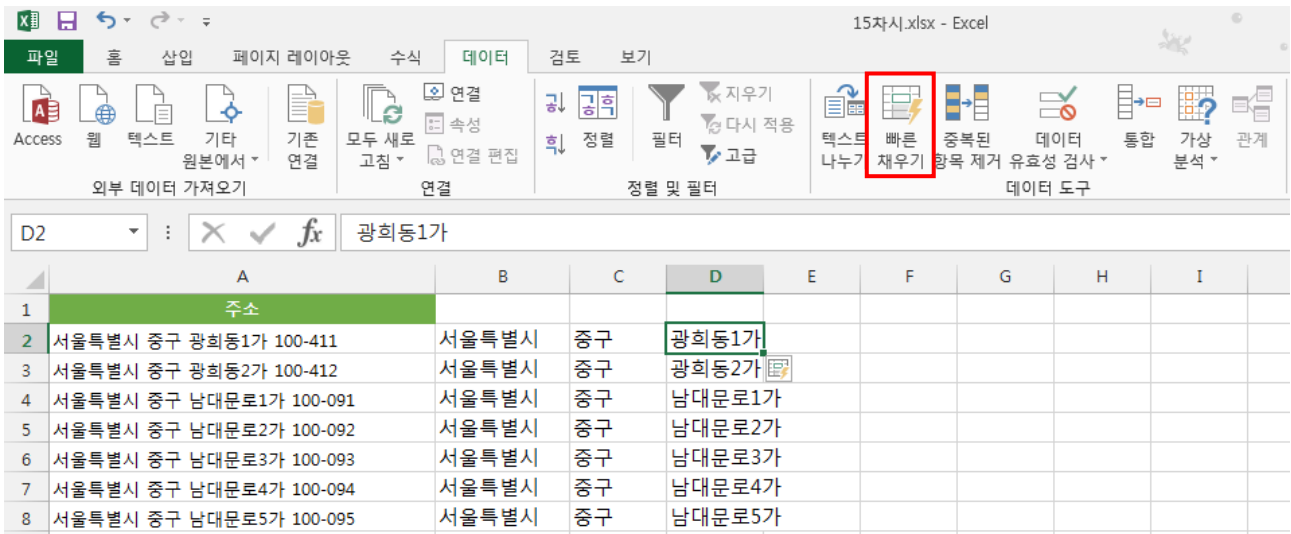 15차시.xlsx - Excel
파일 홈 삽입 페이지 레이아웃 수식 데이터 검토 보기
Access 웹 텍스트 기타 원본에서 기존 연결
외부 데이터 가져오기
모두 새로 고침
연결
속성
연결 편집
연결
정렬
필터
지우기
다시 적용
고급
정렬 및 필터
텍스트 나누기
빠른 채우기
중복된 항목 제거
데이터 유효성 검사
통합
가상 분석
관계
데이터 도구
D2 fx 광희동1가
A B C D E F G H I
1 주소
2 서울특별시 중구 광희동1가 100-411 서울특별시 중구 광희동1가
3 서울특별시 중구 광희동2가 100-412 서울특별시 중구 광희동2가
4 서울특별시 중구 남대문로1가 100-091 서울특별시 중구 남대문로1가
5 서울특별시 중구 남대문로2가 100-092 서울특별시 중구 남대문로2가
6 서울특별시 중구 남대문로3가 100-093 서울특별시 중구 남대문로3가
7 서울특별시 중구 남대문로4가 100-094 서울특별시 중구 남대문로4가
8 서울특별시 중구 남대문로5가 100-095 서울특별시 중구 남대문로5가